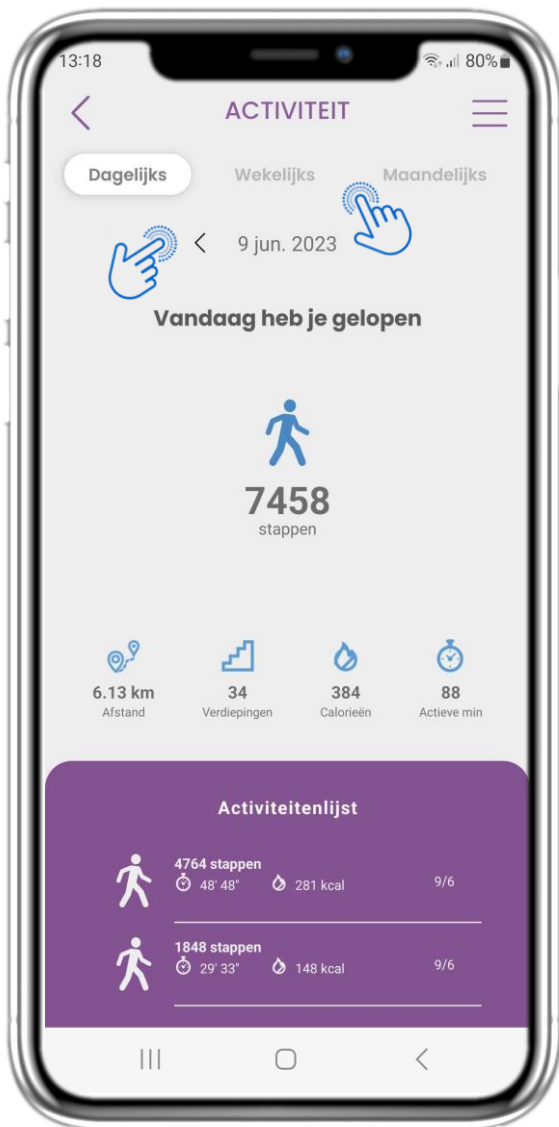 13:18 80%
ACTIVITEIT
Dagelijks Wekelijks Maandelijks
9 jun. 2023
Vandaag heb je gelopen
7458
stappen
6.13 km 34 384 88
Afstand Verdiepingen Calorieën Actieve min
Activiteitenlijst
4764 stappen
48' 48" 281 kcal 9/6
1848 stappen
29' 33" 148 kcal 9/6